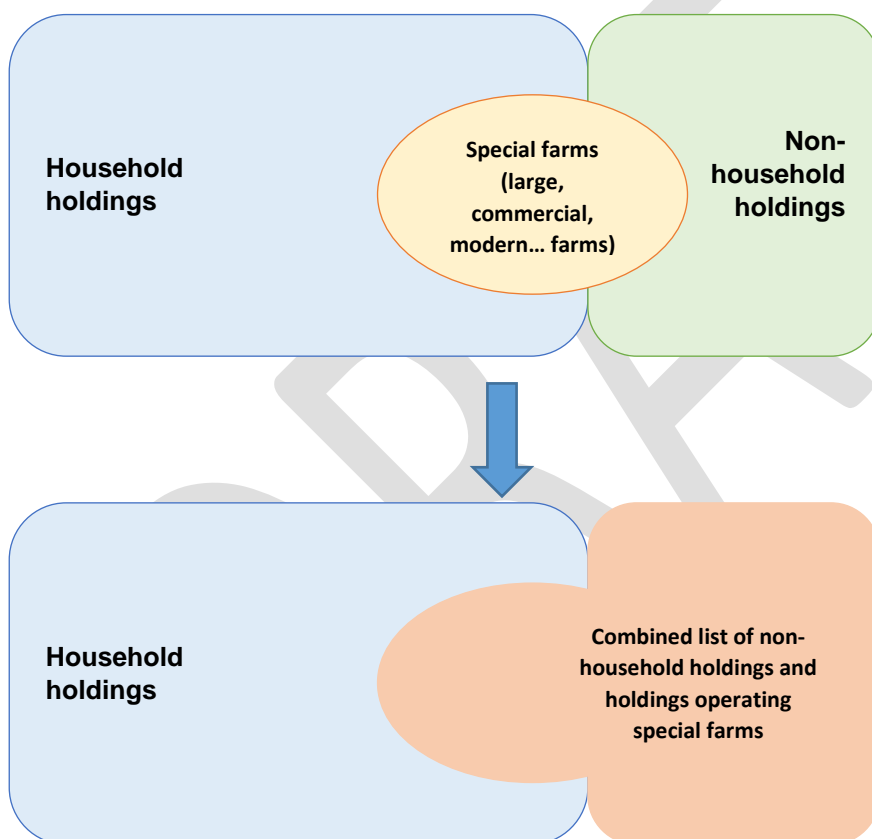 Household
holdings
Special farms
(large,
commercial,
modern… farms)
Non-
household
holdings
Household
holdings
Combined list of non-
household holdings and
holdings operating
special farms